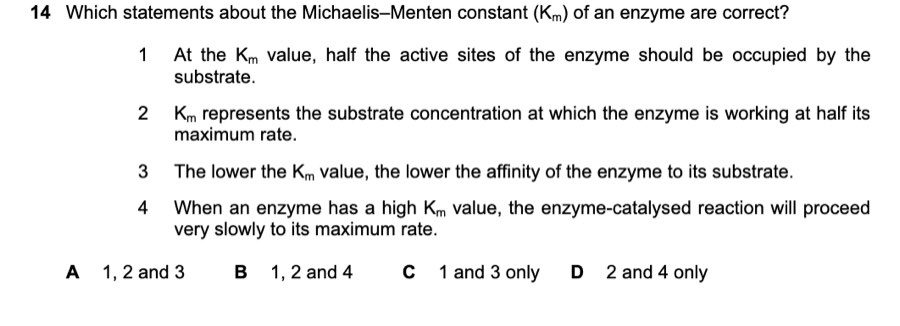 14 Which statements about the Michaelis–Menten constant (Km) of an enzyme are correct?
1 At the Km value, half the active sites of the enzyme should be occupied by the
substrate.
2 Km represents the substrate concentration at which the enzyme is working at half its
maximum rate.
3 The lower the Km value, the lower the affinity of the enzyme to its substrate.
4 When an enzyme has a high Km value, the enzyme-catalysed reaction will proceed
very slowly to its maximum rate.
A 1, 2 and 3 B 1, 2 and 4 C 1 and 3 only D 2 and 4 only